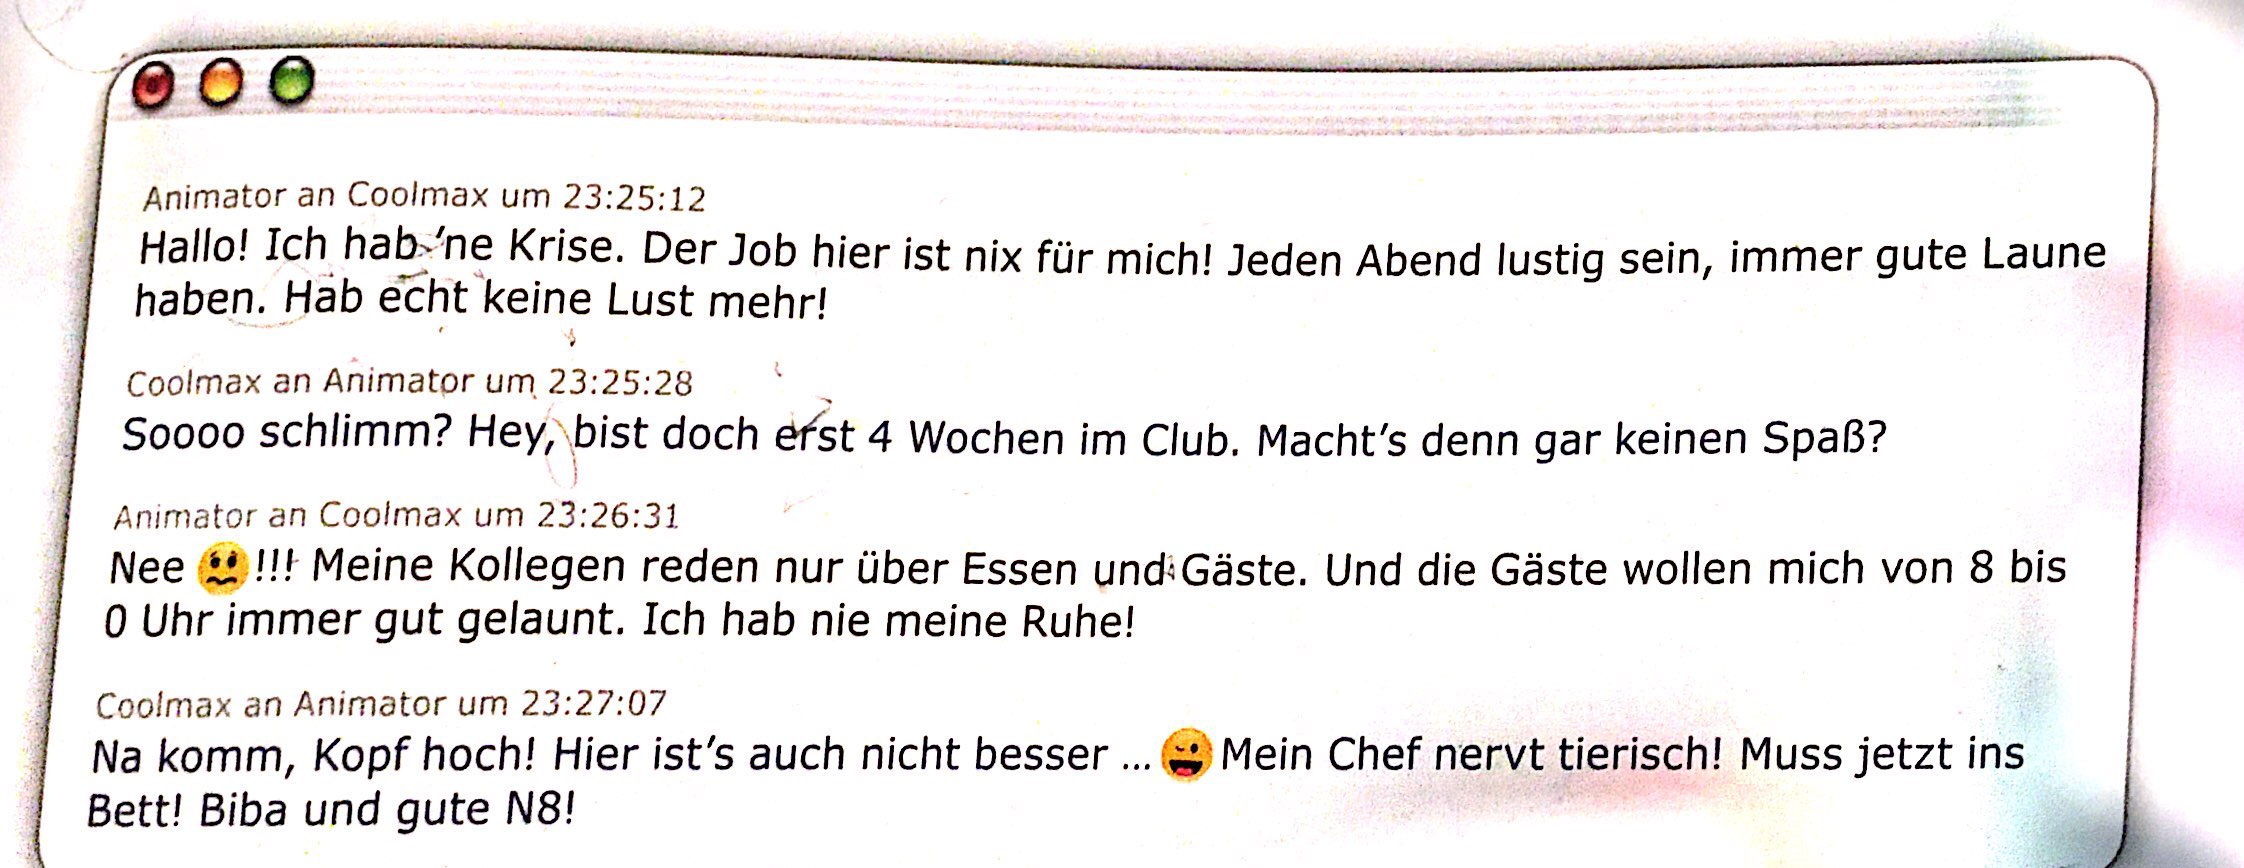 Animator an Coolmax um 23:25:12
Hallo! Ich hab 'ne Krise. Der Job hier ist nix für mich! Jeden Abend lustig sein, immer gute Laune
haben. Hab echt keine Lust mehr!
Coolmax an Animator um 23:25:28
Soooo schlimm? Hey, bist doch erst 4 Wochen im Club. Macht's denn gar keinen Spaß?
Animator an Coolmax um 23:26:31
Nee !!! Meine Kollegen reden nur über Essen und Gäste. Und die Gäste wollen mich von 8 bis
0 Uhr immer gut gelaunt. Ich hab nie meine Ruhe!
Coolmax an Animator um 23:27:07
Na komm, Kopf hoch! Hier ist's auch nicht besser ... Mein Chef nervt tierisch! Muss jetzt ins
Bett! Biba und gute N8!